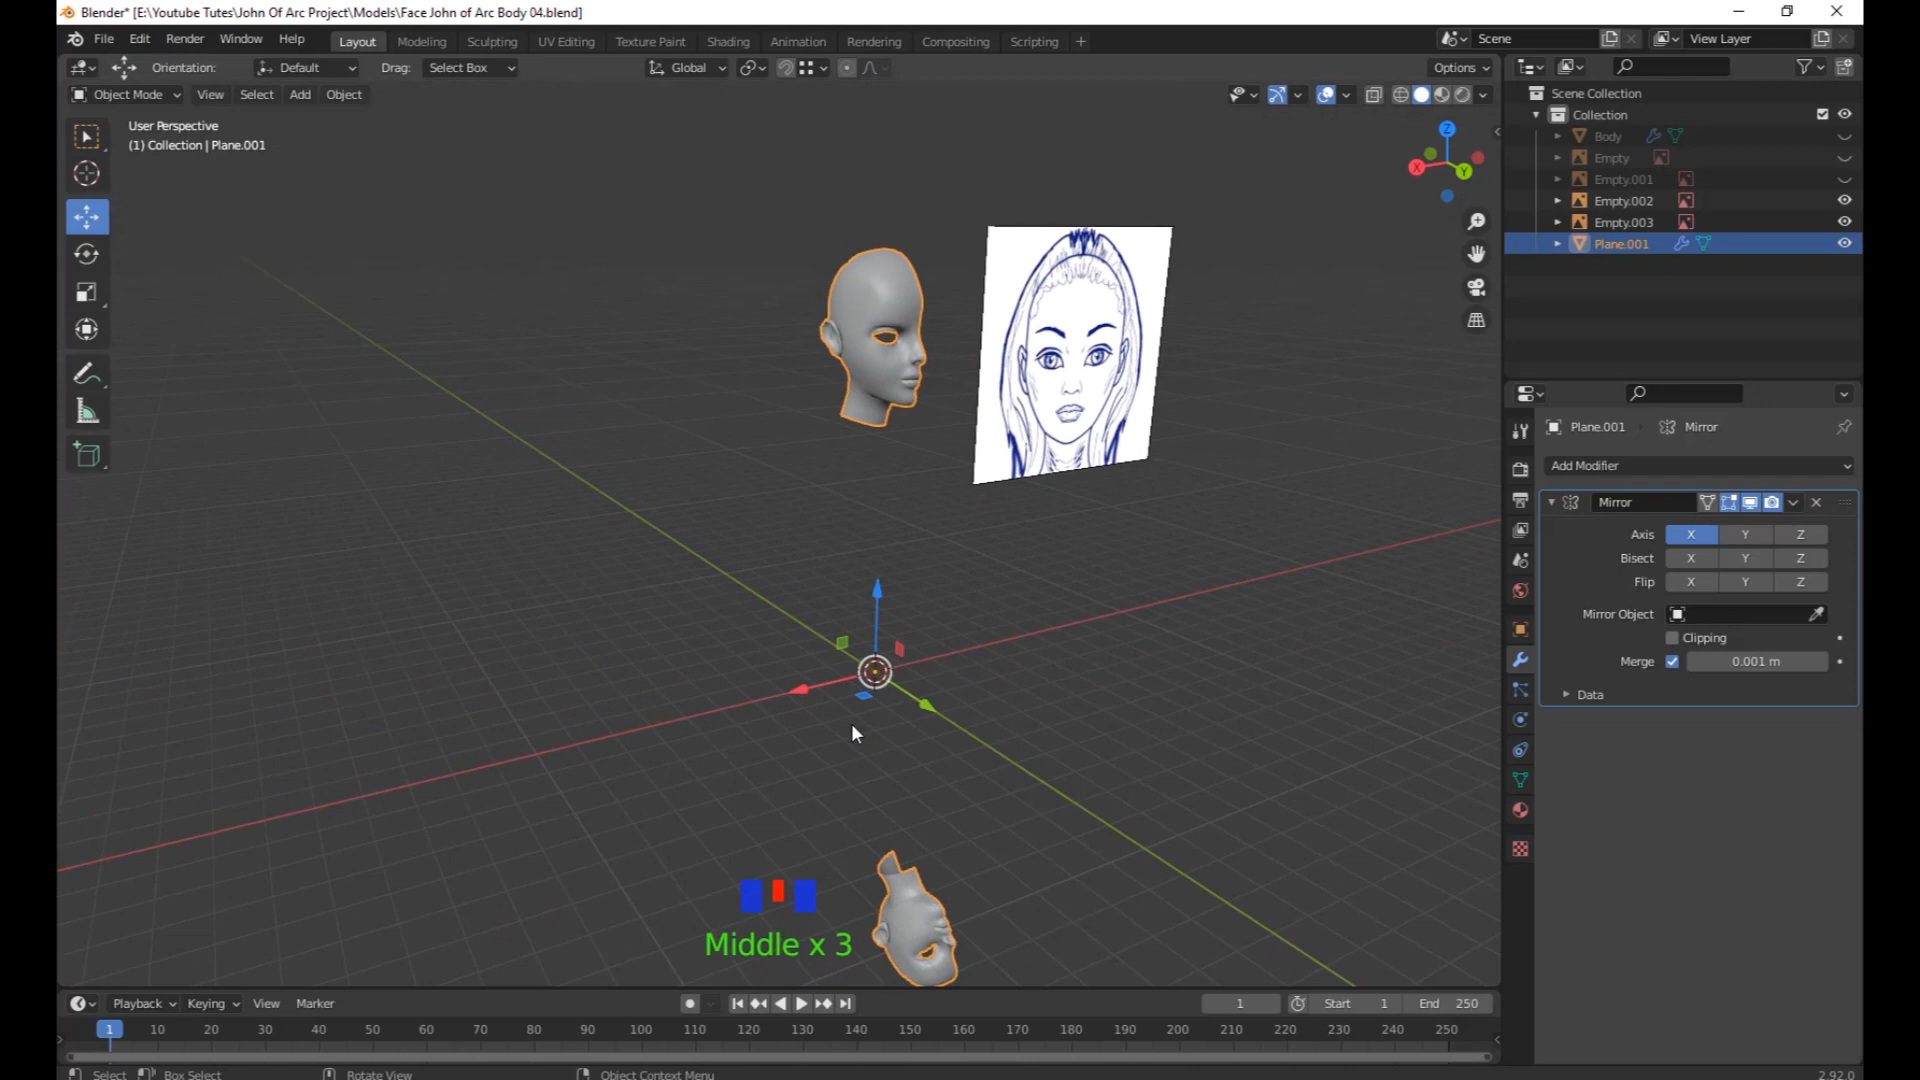 Blender* [E:\Youtube Tutes\John Of Arc Project\Models\Face John of Arc Body 04.blend]
File Edit Render Window Help Layout Modeling Sculpting UV Editing Texture Paint Shading Animation Rendering Compositing Scripting + Scene View Layer
Orientation: Default Drag: Select Box Global Options
Object Mode View Select Add Object
Scene Collection
Collection
Body
Empty
Empty.001
Empty.002
Empty.003
Plane.001
User Perspective
(1) Collection | Plane.001
Z
X
Y
Plane.001 Mirror
Add Modifier
Mirror
Axis X Y Z
Bisect X Y Z
Flip X Y Z
Mirror Object
Clipping
Merge 0.001 m
Data
Middle x 3
Playback Keying View Marker 1 Start 1 End 250
1 10 20 30 40 50 60 70 80 90 100 110 120 130 140 150 160 170 180 190 200 210 220 230 240 250
Select Box Select Rotate View Object Context Menu 2.92.0